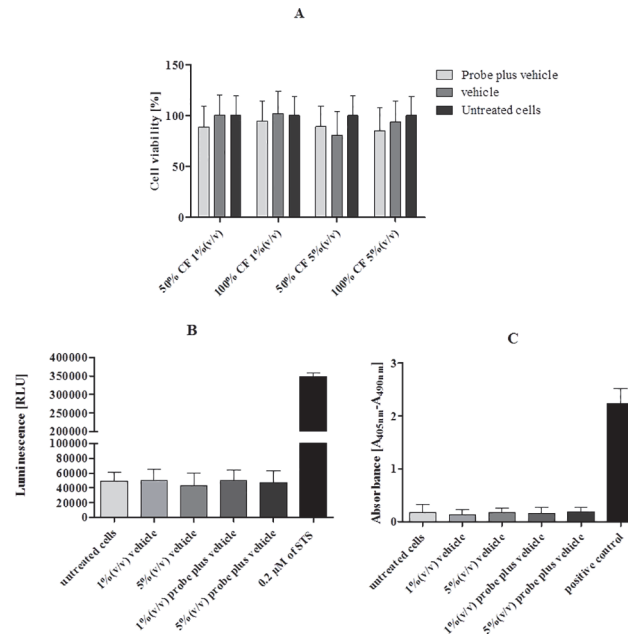 A
Cell viability [%]
150
100
50
0
Probe plus vehicle
vehicle
Untreated cells
50% CF 1%(v/v)
100% CF 1%(v/v)
50% CF 5%(v/v)
100% CF 5%(v/v)
B
Luminescence [RLU]
400000
350000
300000
250000
200000
100000
80000
60000
40000
20000
0
untreated cells
1%(v/v) vehicle
5%(v/v) vehicle
1%(v/v) probe plus vehicle
5%(v/v) probe plus vehicle
0.2 µM of STS
C
Absorbance [A405nm-A490nm]
3
2
1
0
untreated cells
1%(v/v) vehicle
5%(v/v) vehicle
1%(v/v) probe plus vehicle
5%(v/v) probe plus vehicle
positive control